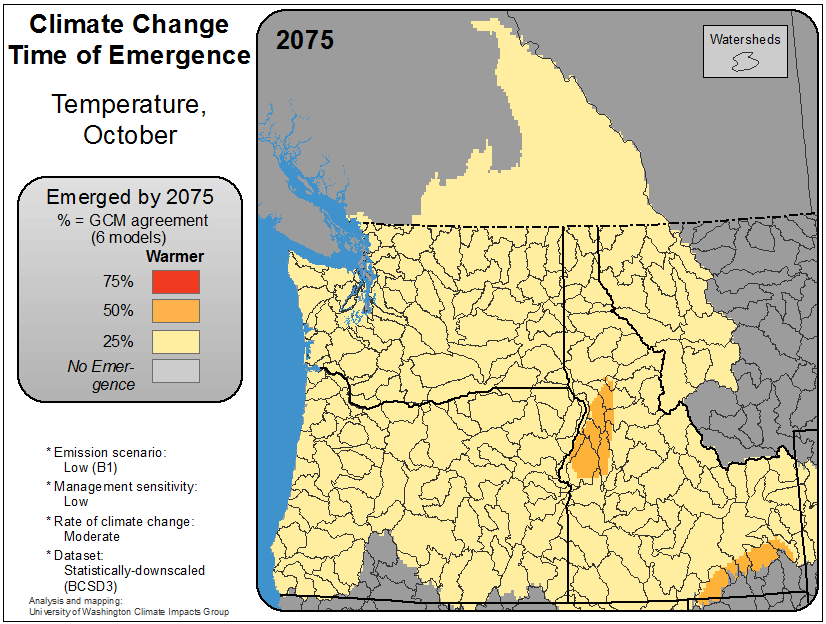 Climate Change
Time of Emergence
Temperature,
October
Emerged by 2075
% = GCM agreement
(6 models)
Warmer
75%
50%
25%
No Emer-
gence
* Emission scenario:
Low (B1)
* Management sensitivity:
Low
* Rate of climate change:
Moderate
* Dataset:
Statistically-downscaled
(BCSD3)
Analysis and mapping:
University of Washington Climate Impacts Group
2075
Watersheds